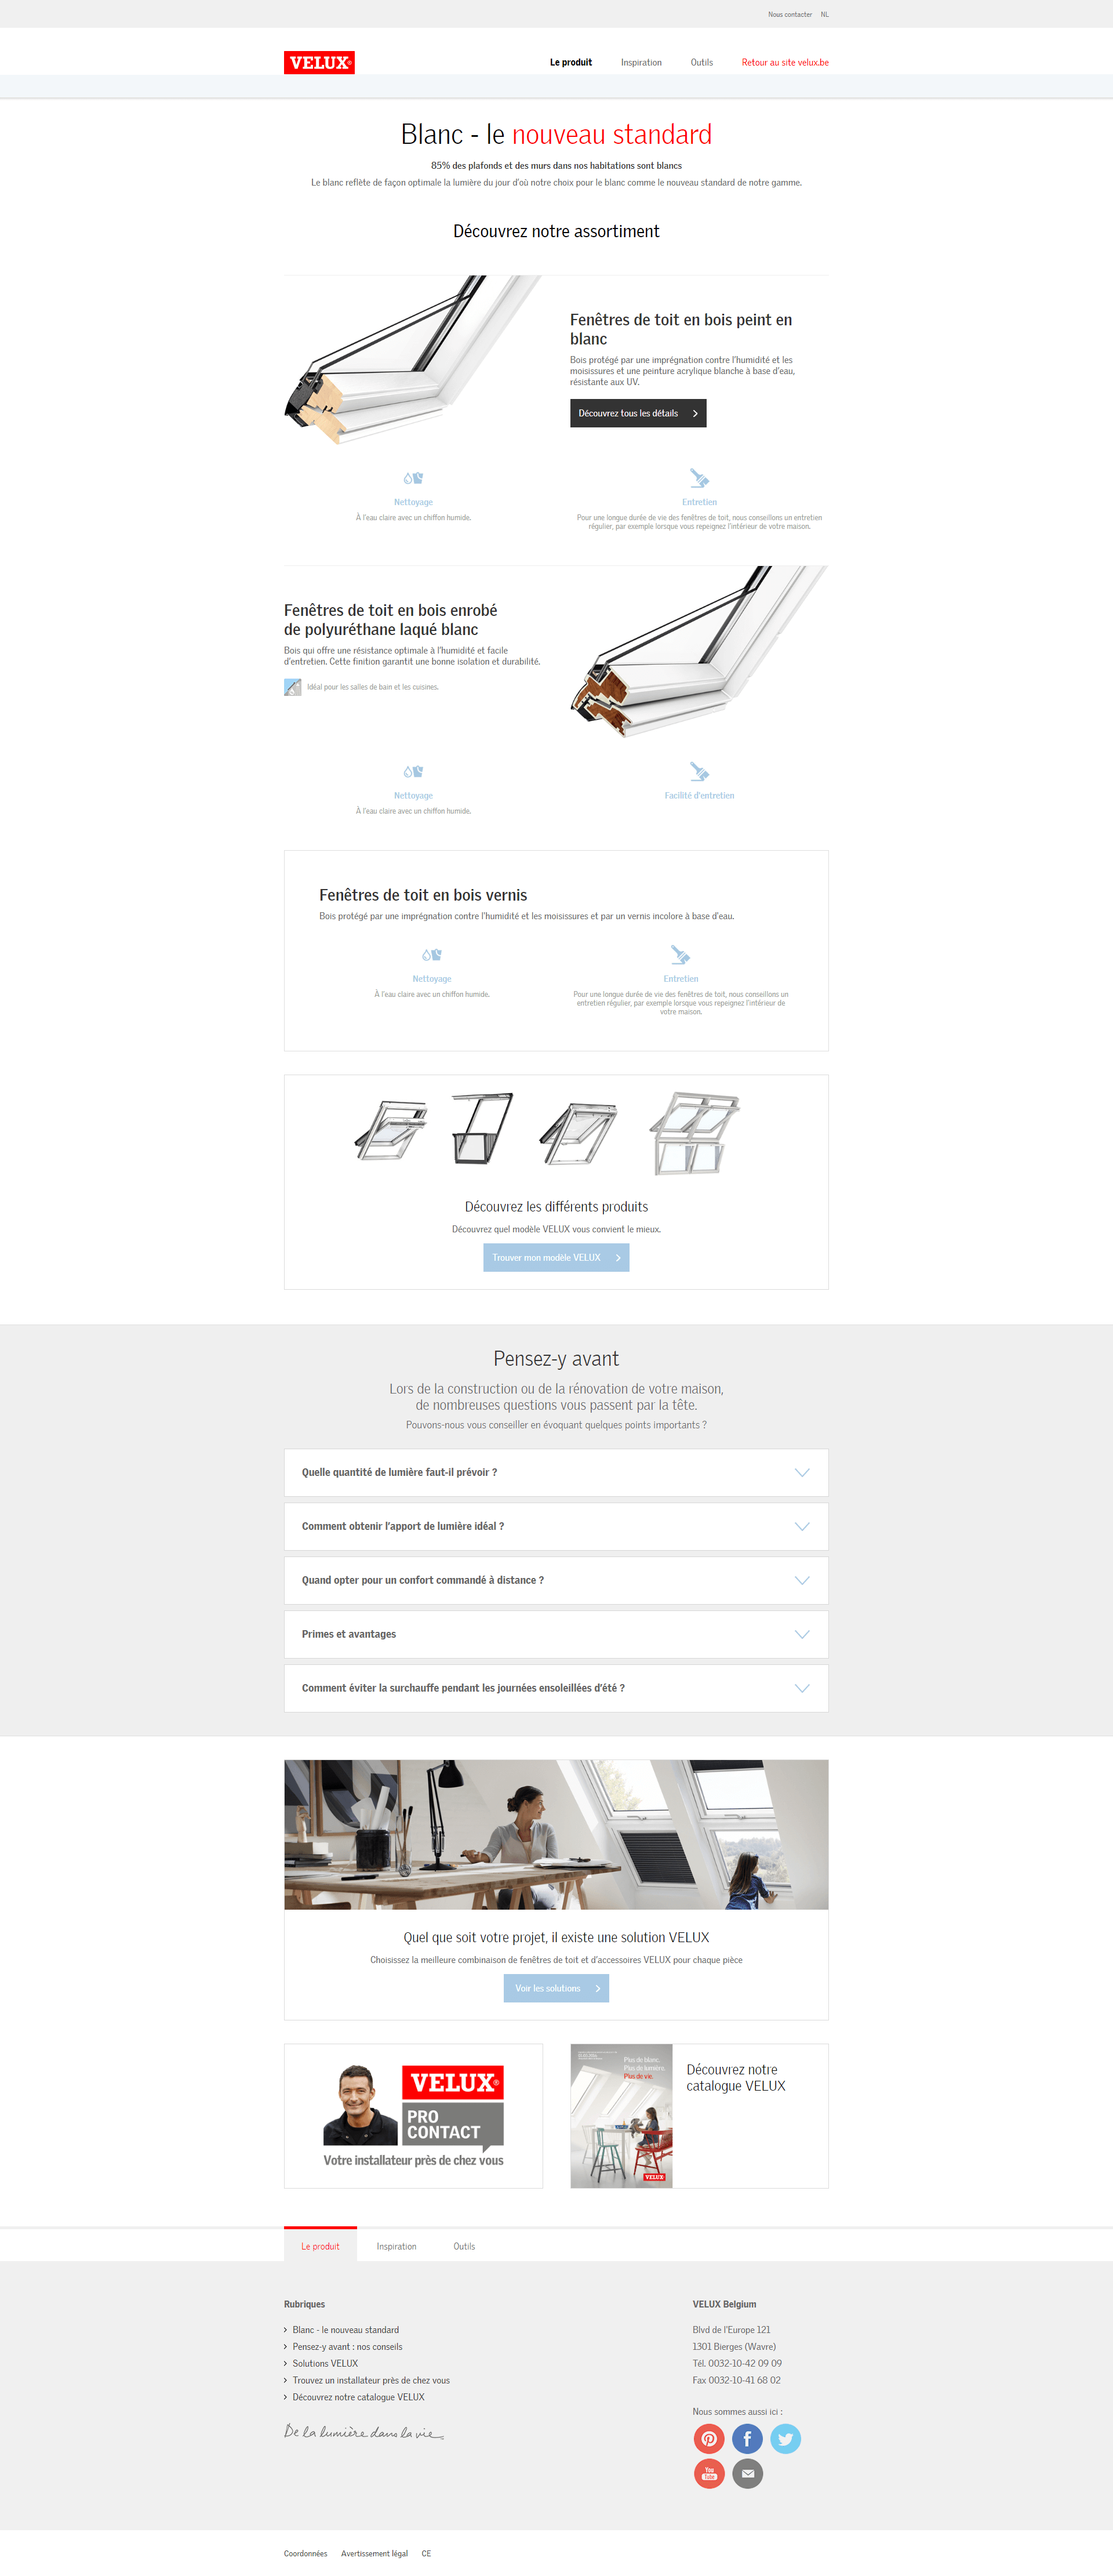 Nous contacter NL
VELUX®
Le produit Inspiration Outils Retour au site velux.be
Blanc - le nouveau standard
85% des plafonds et des murs dans nos habitations sont blancs
Le blanc reflète de façon optimale la lumière du jour d'où notre choix pour le blanc comme le nouveau standard de notre gamme.
Découvrez notre assortiment
Fenêtres de toit en bois peint en
blanc
Bois protégé par une imprégnation contre l'humidité et les
moisissures et une peinture acrylique blanche à base d'eau,
résistante aux UV.
Découvrez tous les détails
Nettoyage
À l'eau claire avec un chiffon humide.
Entretien
Pour une longue durée de vie des fenêtres de toit, nous conseillons un entretien
régulier, par exemple lorsque vous repeignez l'intérieur de votre maison.
Fenêtres de toit en bois enrobé
de polyuréthane laqué blanc
Bois qui offre une résistance optimale à l'humidité et facile
d'entretien. Cette finition garantit une bonne isolation et durabilité.
Idéal pour les salles de bain et les cuisines.
Nettoyage
À l'eau claire avec un chiffon humide.
Facilité d'entretien
Fenêtres de toit en bois vernis
Bois protégé par une imprégnation contre l'humidité et les moisissures et par un vernis incolore à base d'eau.
Nettoyage
À l'eau claire avec un chiffon humide.
Entretien
Pour une longue durée de vie des fenêtres de toit, nous conseillons un
entretien régulier, par exemple lorsque vous repeignez l'intérieur de
votre maison.
Découvrez les différents produits
Découvrez quel modèle VELUX vous convient le mieux.
Trouver mon modèle VELUX
Pensez-y avant
Lors de la construction ou de la rénovation de votre maison,
de nombreuses questions vous passent par la tête.
Pouvons-nous vous conseiller en évoquant quelques points importants ?
Quelle quantité de lumière faut-il prévoir ?
Comment obtenir l'apport de lumière idéal ?
Quand opter pour un confort commandé à distance ?
Primes et avantages
Comment éviter la surchauffe pendant les journées ensoleillées d'été ?
Quel que soit votre projet, il existe une solution VELUX
Choisissez la meilleure combinaison de fenêtres de toit et d'accessoires VELUX pour chaque pièce
Voir les solutions
VELUX®
PRO
CONTACT
Votre installateur près de chez vous
Plus de blanc.
Plus de lumière.
Plus de vie.
VELUX
Découvrez notre
catalogue VELUX
Le produit Inspiration Outils
Rubriques
Blanc - le nouveau standard
Pensez-y avant : nos conseils
Solutions VELUX
Trouvez un installateur près de chez vous
Découvrez notre catalogue VELUX
De la lumière dans la vie
VELUX Belgium
Blvd de l'Europe 121
1301 Bierges (Wavre)
Tél. 0032-10-42 09 09
Fax 0032-10-41 68 02
Nous sommes aussi ici :
You
Tube
Coordonnées Avertissement légal CE